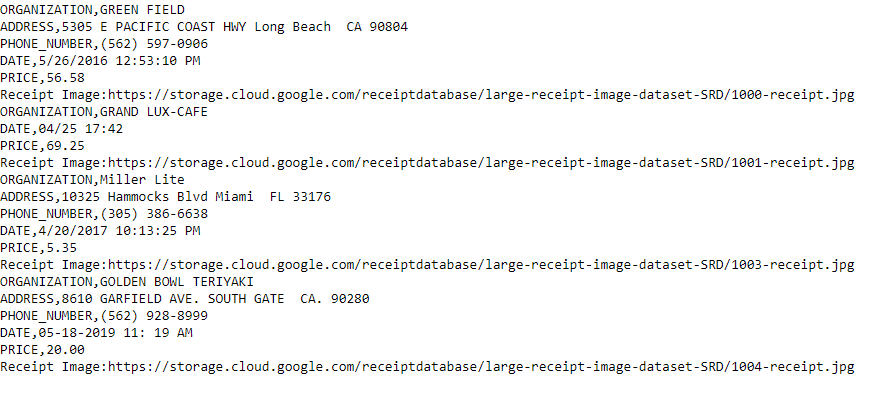 ORGANIZATION,GREEN FIELD
ADDRESS,5305 E PACIFIC COAST HWY Long Beach  CA 90804
PHONE_NUMBER,(562) 597-0906
DATE,5/26/2016 12:53:10 PM
PRICE,56.58
Receipt Image:https://storage.cloud.google.com/receiptdatabase/large-receipt-image-dataset-SRD/1000-receipt.jpg
ORGANIZATION,GRAND LUX-CAFE
DATE,04/25 17:42
PRICE,69.25
Receipt Image:https://storage.cloud.google.com/receiptdatabase/large-receipt-image-dataset-SRD/1001-receipt.jpg
ORGANIZATION,Miller Lite
ADDRESS,10325 Hammocks Blvd Miami  FL 33176
PHONE_NUMBER,(305) 386-6638
DATE,4/20/2017 10:13:25 PM
PRICE,5.35
Receipt Image:https://storage.cloud.google.com/receiptdatabase/large-receipt-image-dataset-SRD/1003-receipt.jpg
ORGANIZATION,GOLDEN BOWL TERIYAKI
ADDRESS,8610 GARFIELD AVE. SOUTH GATE  CA. 90280
PHONE_NUMBER,(562) 928-8999
DATE,05-18-2019 11: 19 AM
PRICE,20.00
Receipt Image:https://storage.cloud.google.com/receiptdatabase/large-receipt-image-dataset-SRD/1004-receipt.jpg